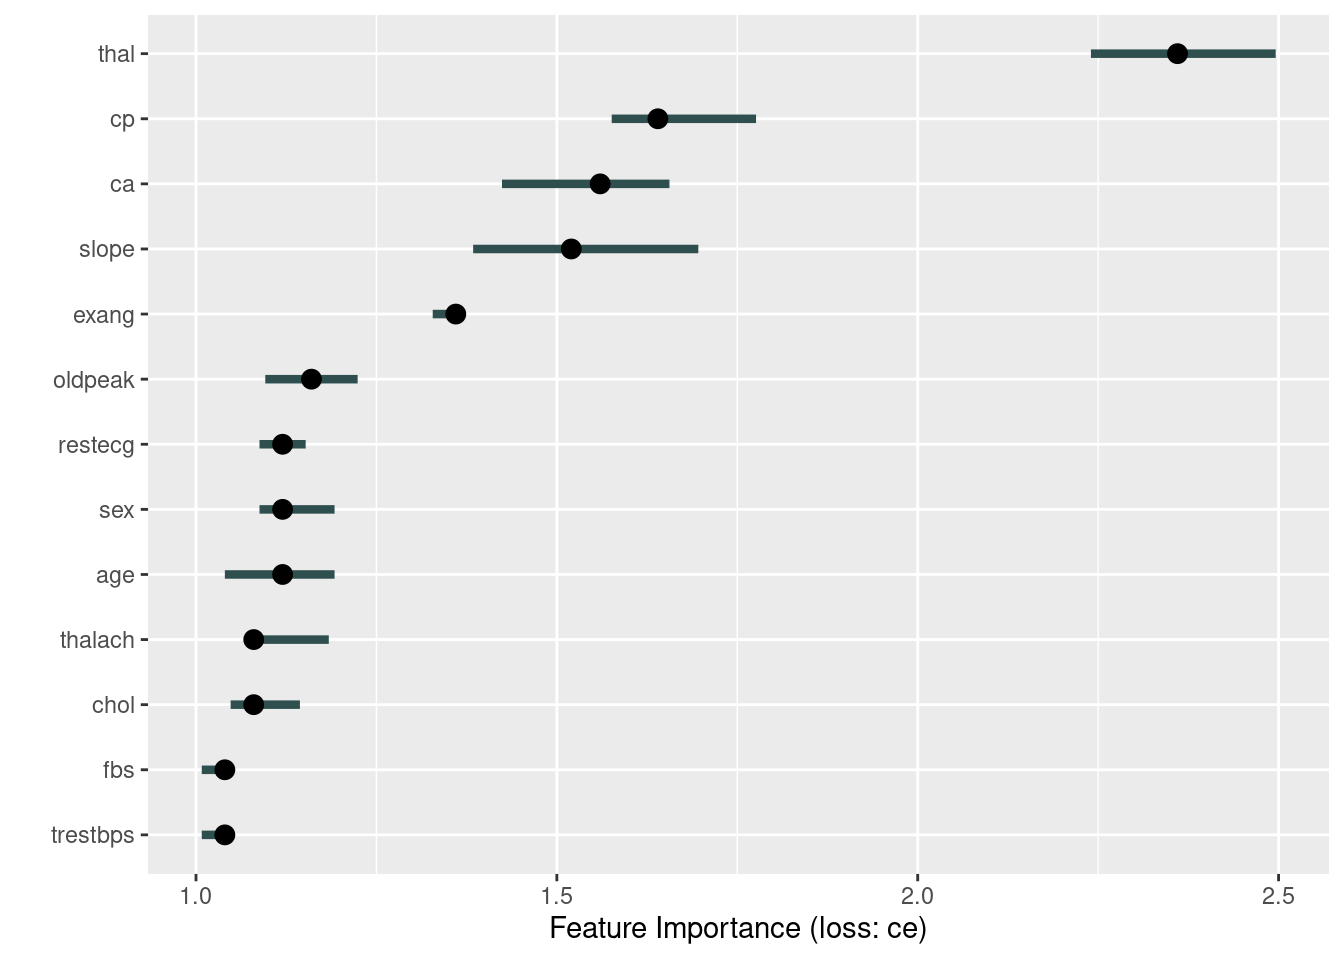 thal
cp
ca
slope
exang
oldpeak
restecg
sex
age
thalach
chol
fbs
trestbps
1.0 1.5 2.0 2.5
Feature Importance (loss: ce)